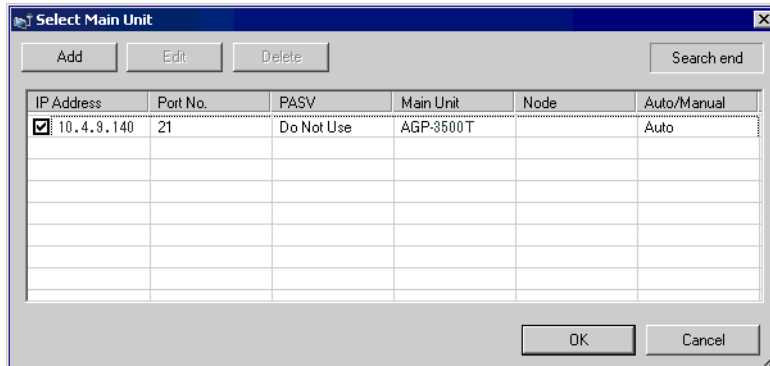 Select Main Unit
Add Edit Delete Search end
IP Address Port No. PASV Main Unit Node Auto/Manual
10.4.9.140 21 Do Not Use AGP-3500T Auto
OK Cancel